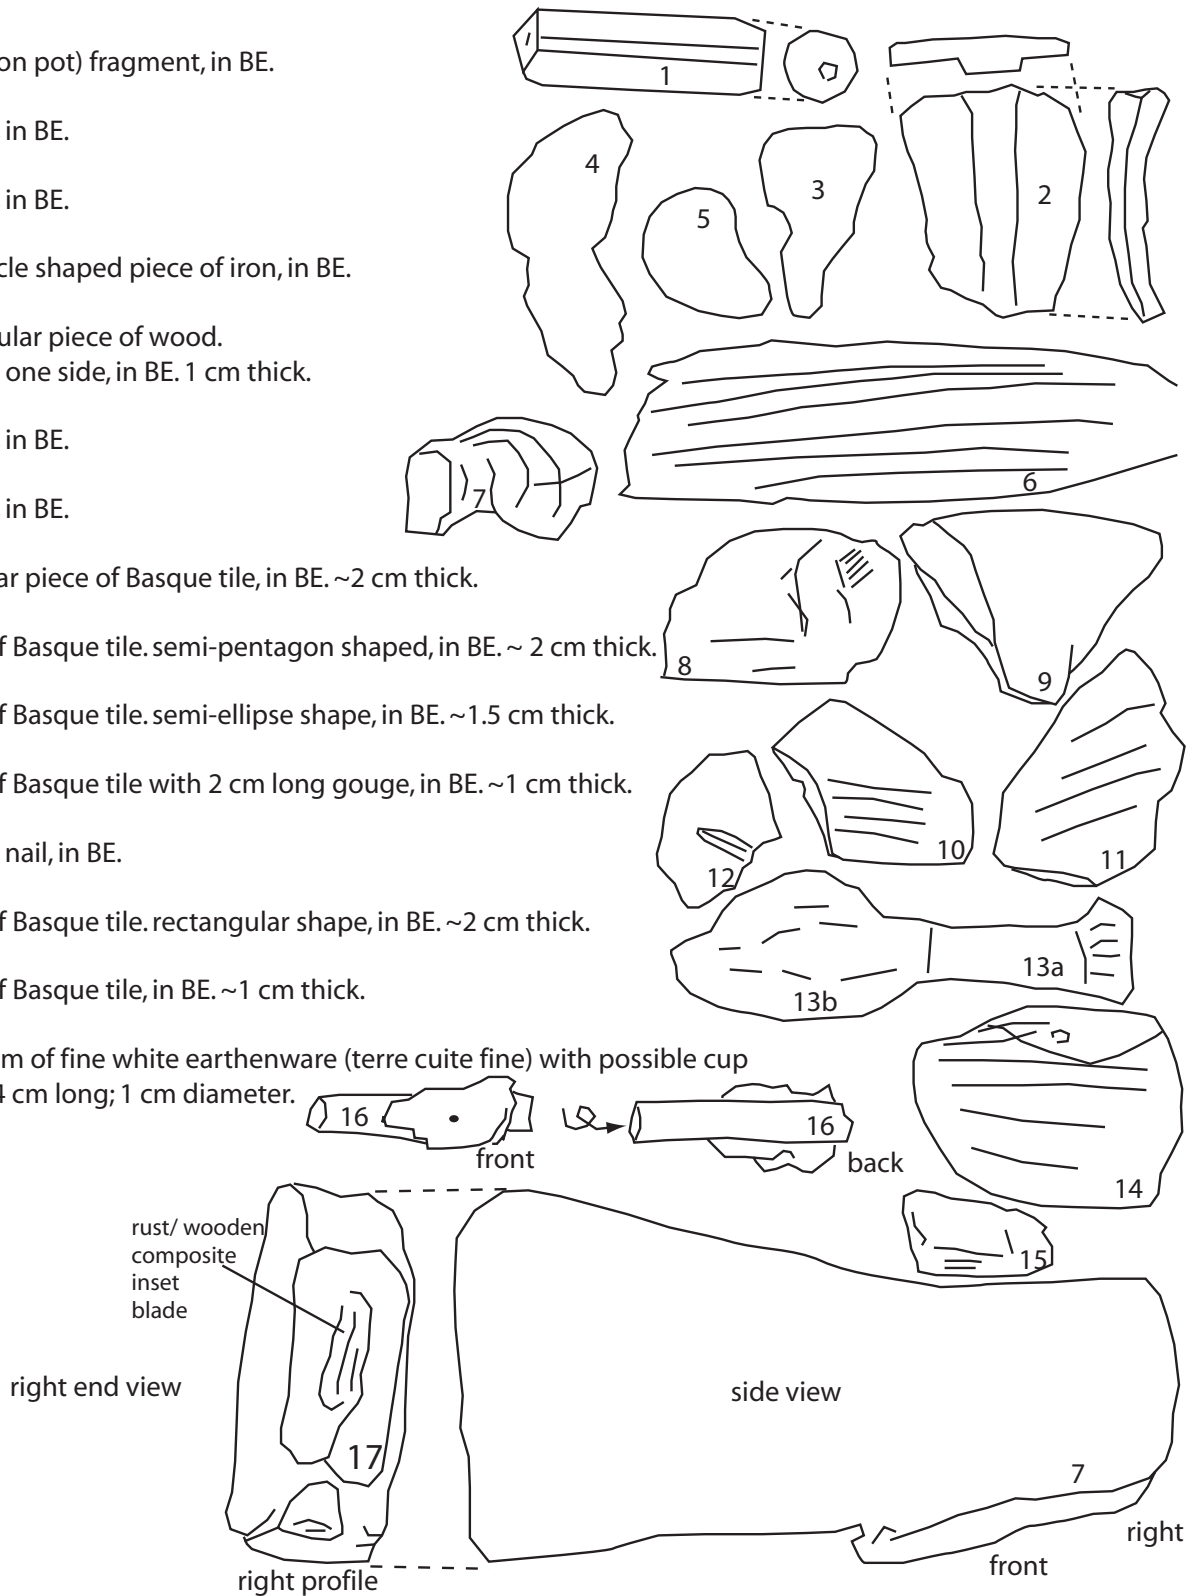 on pot) fragment, in BE.
in BE.
in BE.
cle shaped piece of iron, in BE.
ular piece of wood.
one side, in BE. 1 cm thick.
in BE.
in BE.
ar piece of Basque tile, in BE. ~2 cm thick.
f Basque tile. semi-pentagon shaped, in BE. ~ 2 cm thick.
f Basque tile. semi-ellipse shape, in BE. ~1.5 cm thick.
f Basque tile with 2 cm long gouge, in BE. ~1 cm thick.
nail, in BE.
f Basque tile. rectangular shape, in BE. ~2 cm thick.
f Basque tile, in BE. ~1 cm thick.
m of fine white earthenware (terre cuite fine) with possible cup
4 cm long; 1 cm diameter.
1
2
3
4
5
6
7
8
9
10
11
12
13a
13b
14
15
16
front
16
back
rust/ wooden
composite
inset
blade
right end view
17
side view
7
right
front
right profile